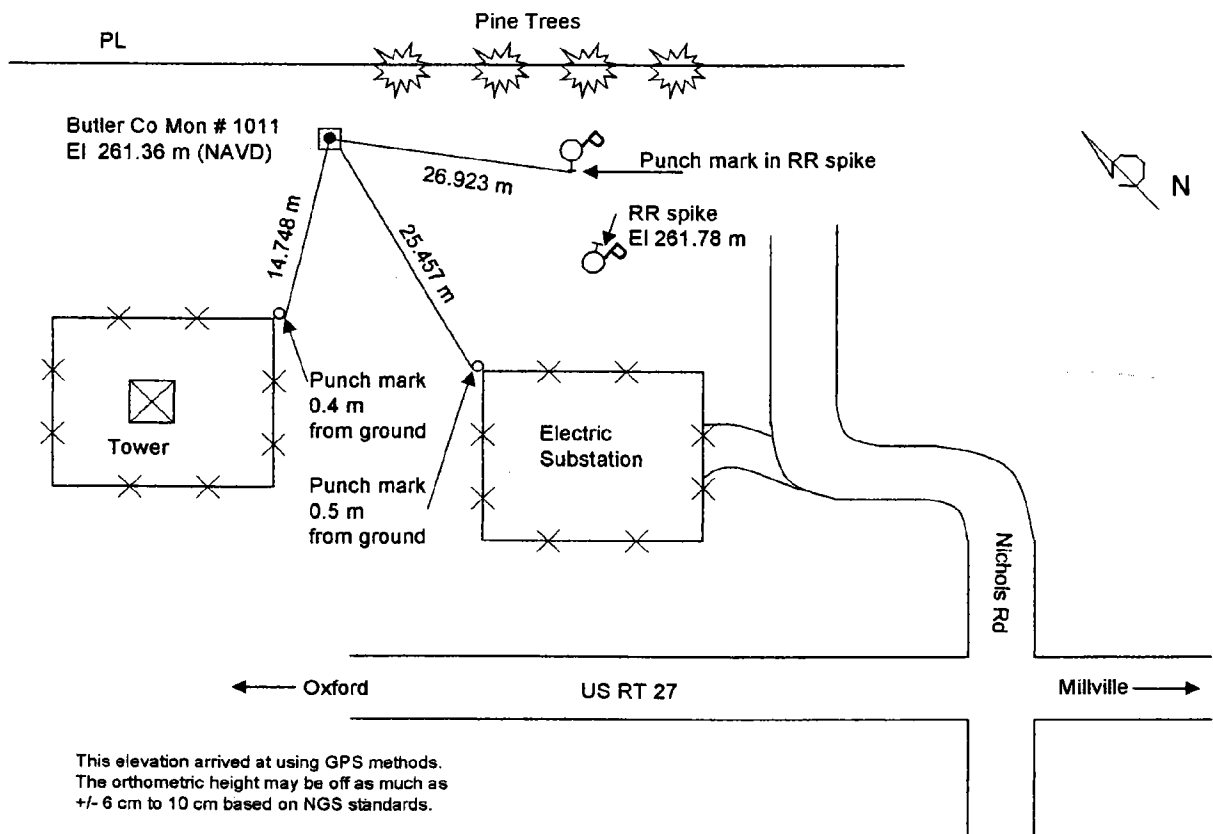 Pine Trees
PL
Butler Co Mon # 1011
El 261.36 m (NAVD)
Punch mark in RR spike
26.923 m
N
RR spike
El 261.78 m
14.748 m
25.457 m
Punch mark
0.4 m
from ground
Tower
Electric
Substation
Punch mark
0.5 m
from ground
Nichols Rd
Oxford
US RT 27
Millville
This elevation arrived at using GPS methods.
The orthometric height may be off as much as
+/- 6 cm to 10 cm based on NGS standards.